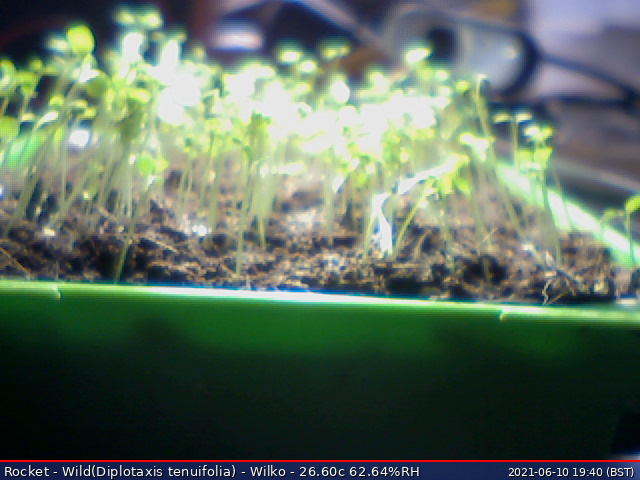 Rocket - Wild(Diplotaxis tenuifolia) - Wilko - 26.60c 62.64%RH
2021-06-10 19:40 (BST)